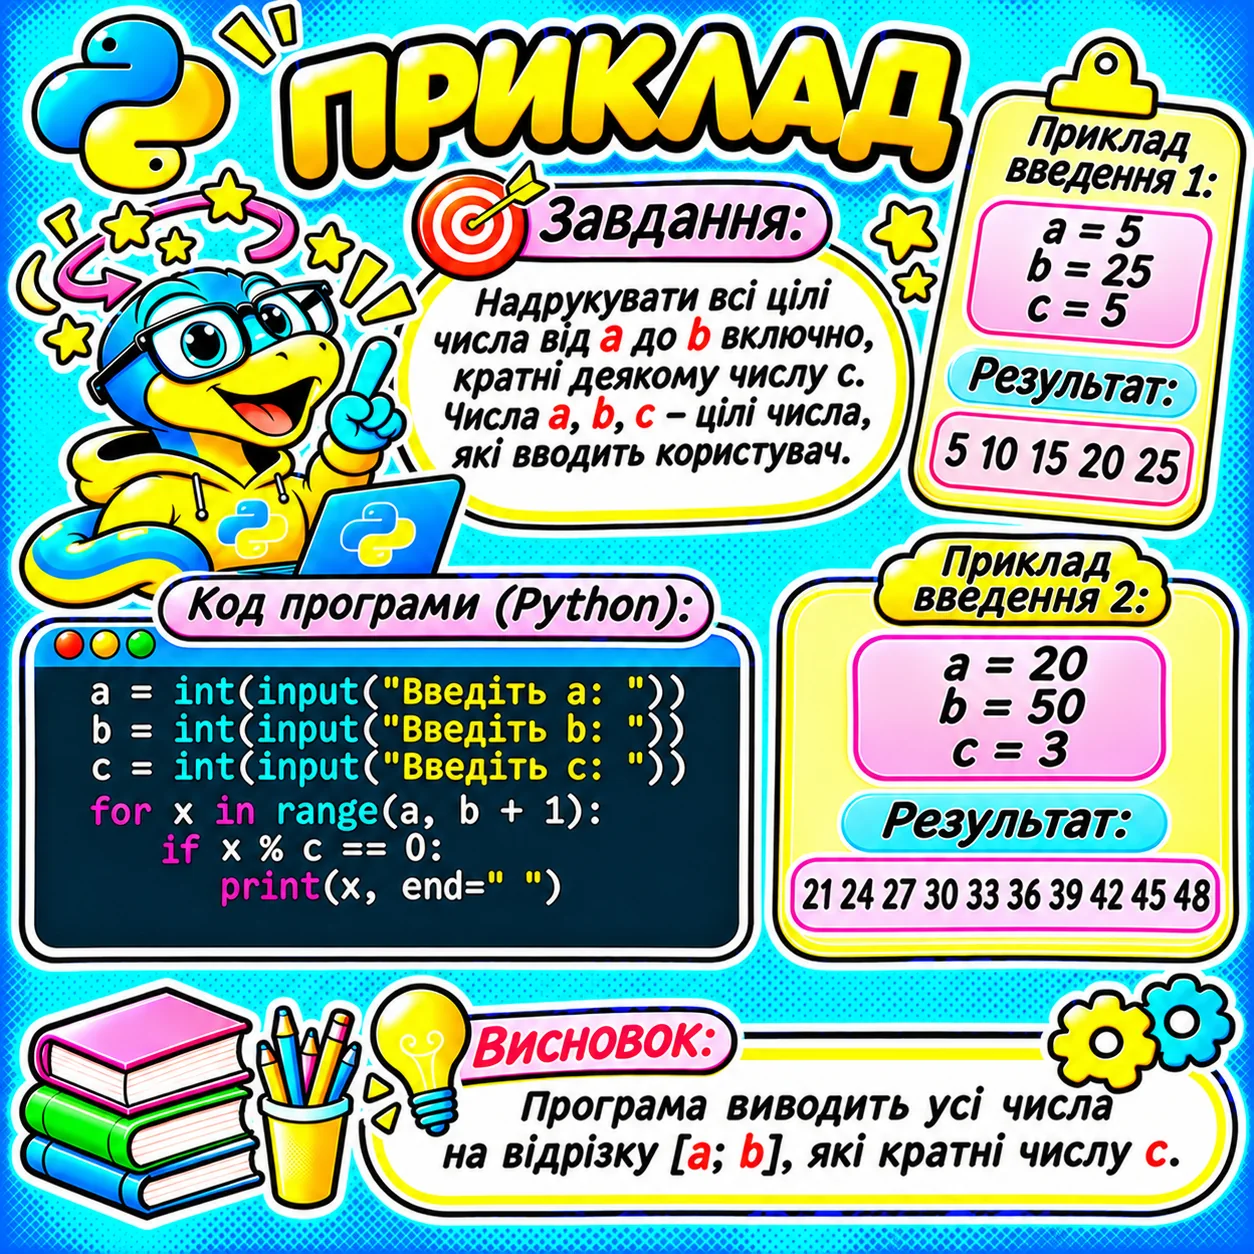 ПРИКЛАД
Завдання:
Надрукувати всі цілі
числа від a до b включно,
кратні деякому числу c.
Числа a, b, c – цілі числа,
які вводить користувач.
Приклад
введення 1:
a = 5
b = 25
c = 5
Результат:
5 10 15 20 25
Код програми (Python):
a = int(input("Введіть a: "))
b = int(input("Введіть b: "))
c = int(input("Введіть c: "))
for x in range(a, b + 1):
    if x % c == 0:
        print(x, end=" ")
Приклад
введення 2:
a = 20
b = 50
c = 3
Результат:
21 24 27 30 33 36 39 42 45 48
Висновок:
Програма виводить усі числа
на відрізку [a; b], які кратні числу c.